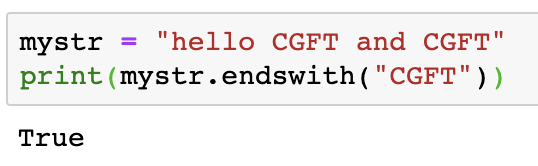 mystr = "hello CGFT and CGFT"
print(mystr.endswith("CGFT"))
True